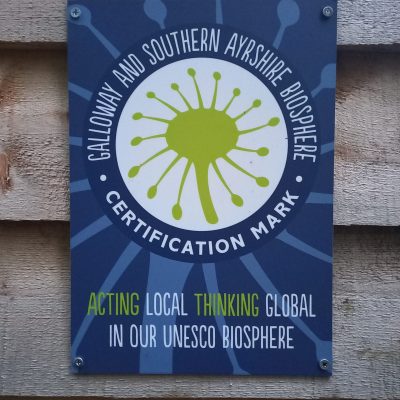 GALLOWAY AND SOUTHERN AYRSHIRE BIOSPHERE
• CERTIFICATION MARK •
ACTING LOCAL THINKING GLOBAL
IN OUR UNESCO BIOSPHERE